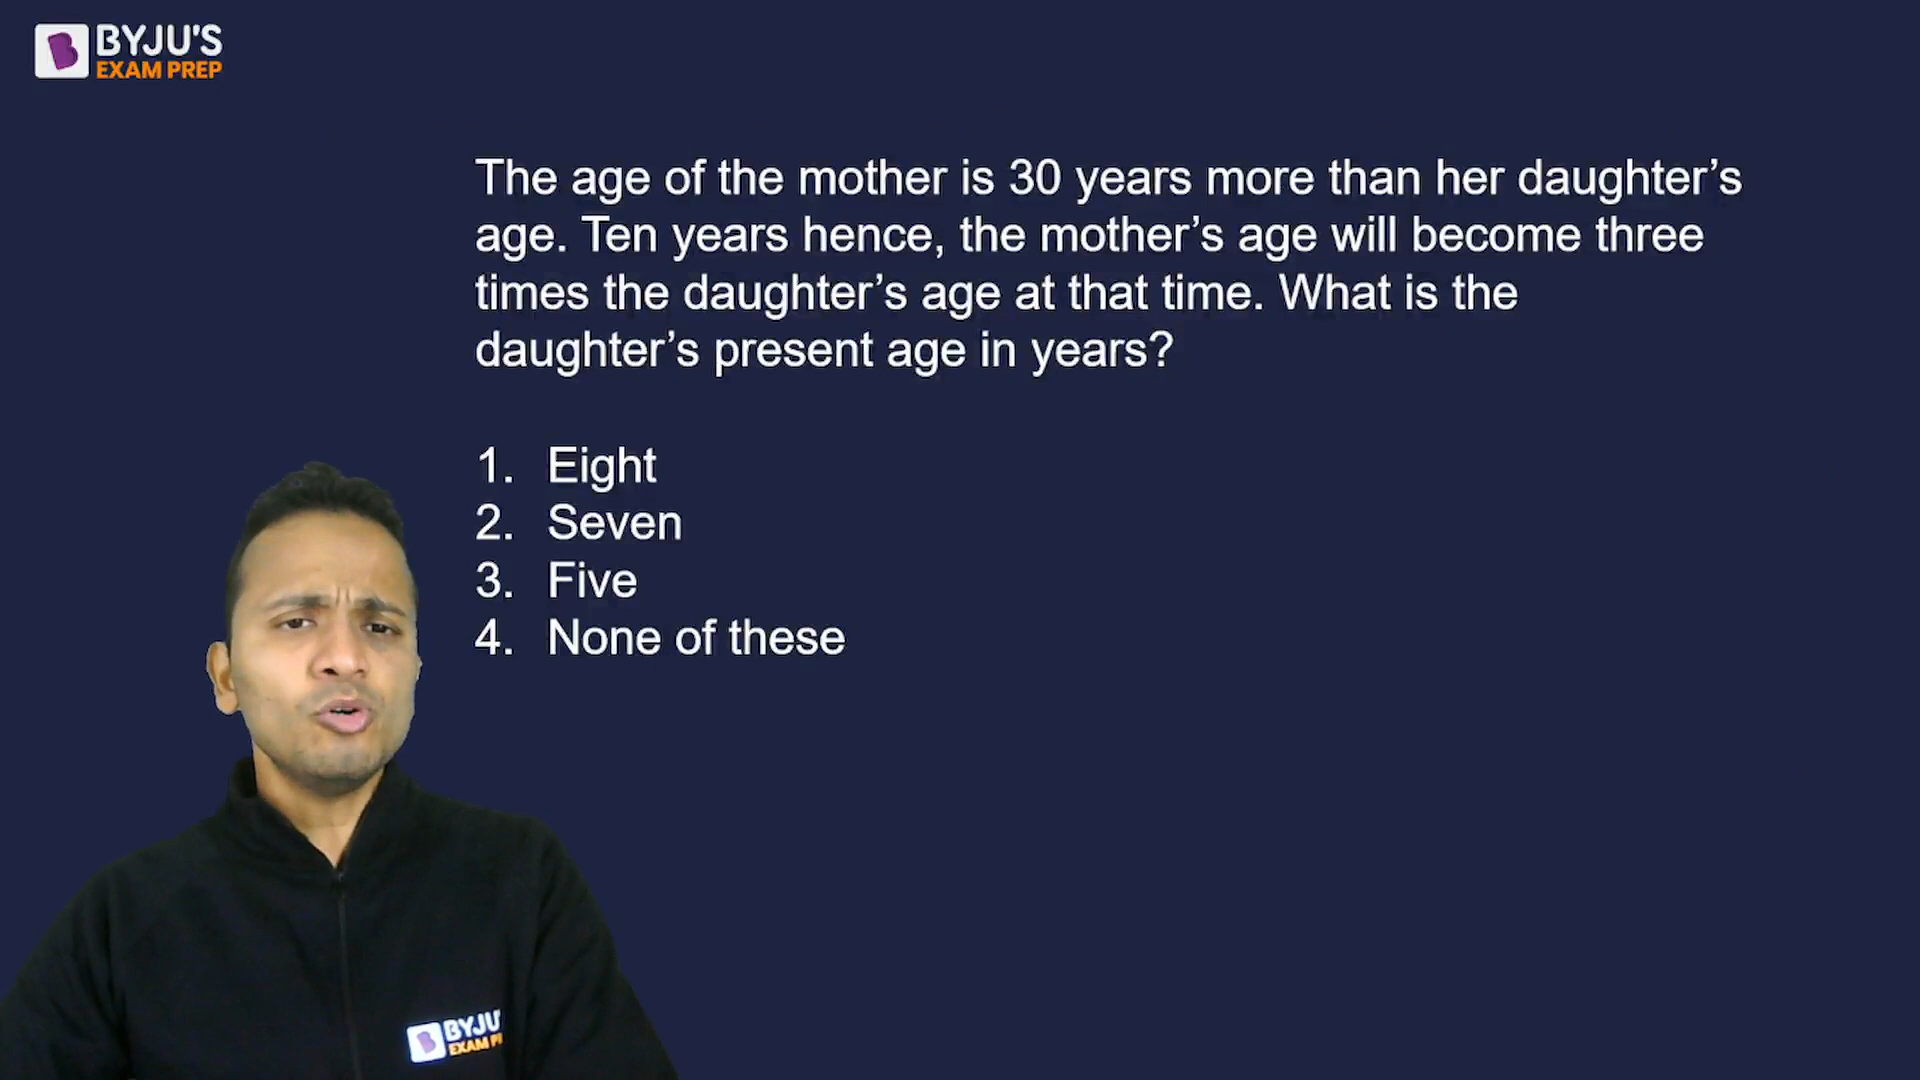 BYJU'S
EXAM PREP
The age of the mother is 30 years more than her daughter’s
age. Ten years hence, the mother’s age will become three
times the daughter’s age at that time. What is the
daughter’s present age in years?
1. Eight
2. Seven
3. Five
4. None of these
B BYJU'
EXAM P